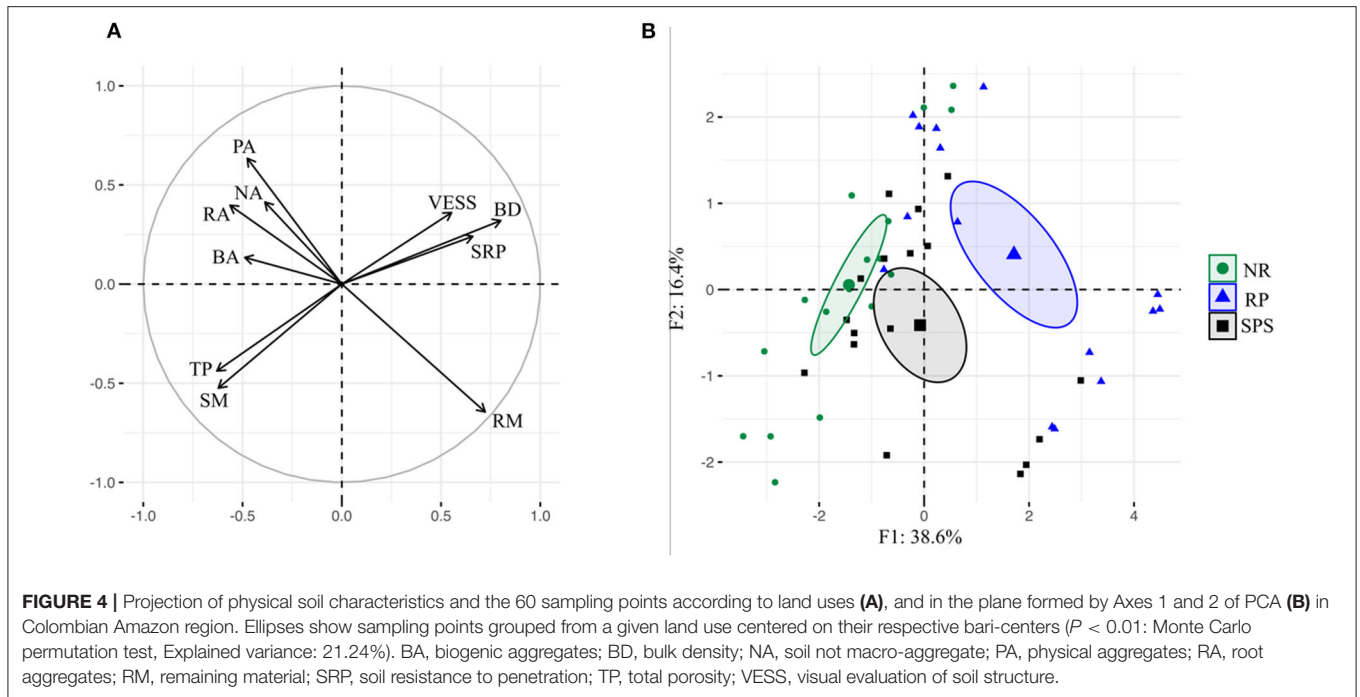 A
1.0
0.5
0.0
-0.5
-1.0
-1.0
-0.5
0.0
0.5
1.0
PA
NA
RA
BA
TP
SM
VESS
BD
SRP
RM
B
F2: 16.4%
2
1
0
-1
-2
-2
0
2
4
F1: 38.6%
NR
RP
SPS
FIGURE 4 | Projection of physical soil characteristics and the 60 sampling points according to land uses (A), and in the plane formed by Axes 1 and 2 of PCA (B) in
Colombian Amazon region. Ellipses show sampling points grouped from a given land use centered on their respective bari-centers (P < 0.01: Monte Carlo
permutation test, Explained variance: 21.24%). BA, biogenic aggregates; BD, bulk density; NA, soil not macro-aggregate; PA, physical aggregates; RA, root
aggregates; RM, remaining material; SRP, soil resistance to penetration; TP, total porosity; VESS, visual evaluation of soil structure.